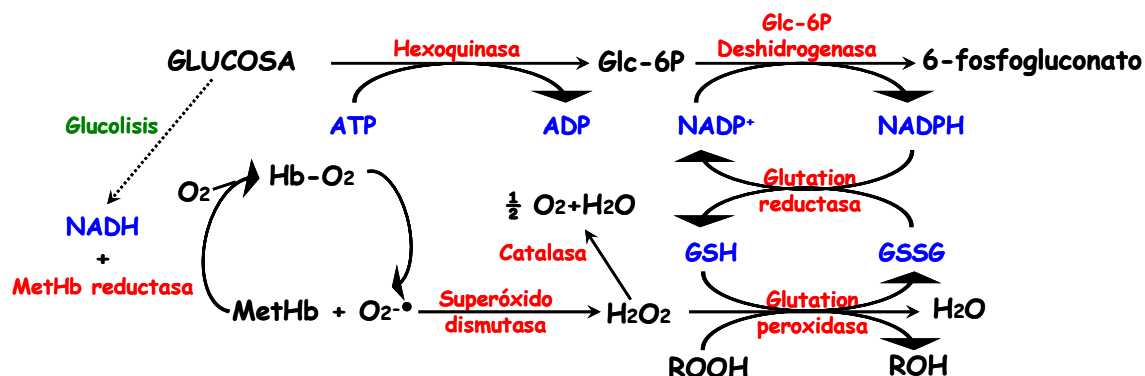 Hexoquinasa
Glc-6P
Deshidrogenasa
GLUCOSA
Glc-6P
6-fosfogluconato
Glucolisis
ATP
ADP
NADP+
NADPH
O2
Hb-O2
Glutation
reductasa
½ O2+H2O
NADH
+
MetHb reductasa
Catalasa
GSH
GSSG
MetHb + O2-•
Superóxido
dismutasa
H2O2
Glutation
peroxidasa
H2O
ROOH
ROH